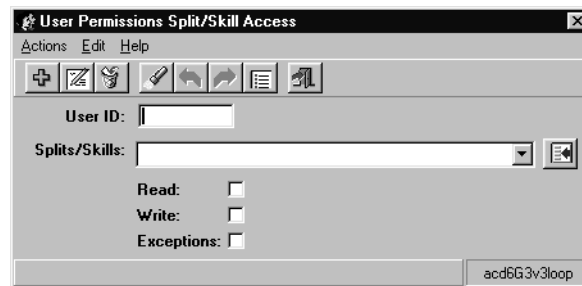 User Permissions Split/Skill Access
Actions Edit Help
User ID:
Splits/Skills:
Read:
Write:
Exceptions:
acd6G3v3loop